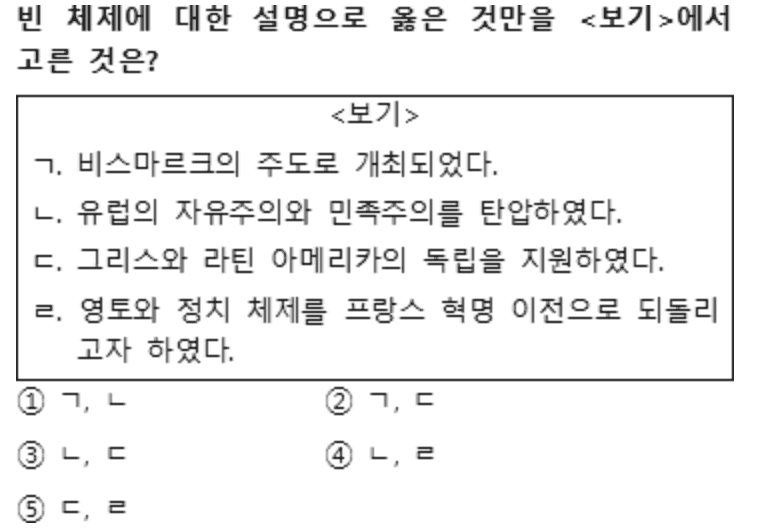 빈 체제에 대한 설명으로 옳은 것만을 <보기>에서
고른 것은?
<보기>
ㄱ. 비스마르크의 주도로 개최되었다.
ㄴ. 유럽의 자유주의와 민족주의를 탄압하였다.
ㄷ. 그리스와 라틴 아메리카의 독립을 지원하였다.
ㄹ. 영토와 정치 체제를 프랑스 혁명 이전으로 되돌리
고자 하였다.
① ㄱ, ㄴ ② ㄱ, ㄷ
③ ㄴ, ㄷ ④ ㄴ, ㄹ
⑤ ㄷ, ㄹ